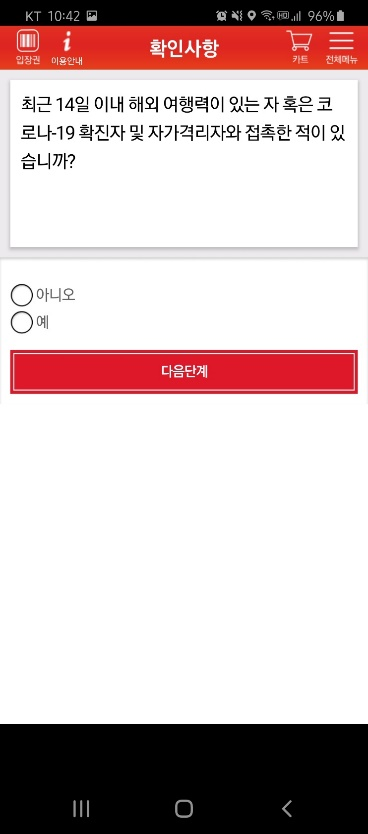 KT 10:42 96%
입장권 이용안내 확인사항 카트 전체메뉴
최근 14일 이내 해외 여행력이 있는 자 혹은 코
로나-19 확진자 및 자가격리자와 접촉한 적이 있
습니까?
아니오
예
다음단계